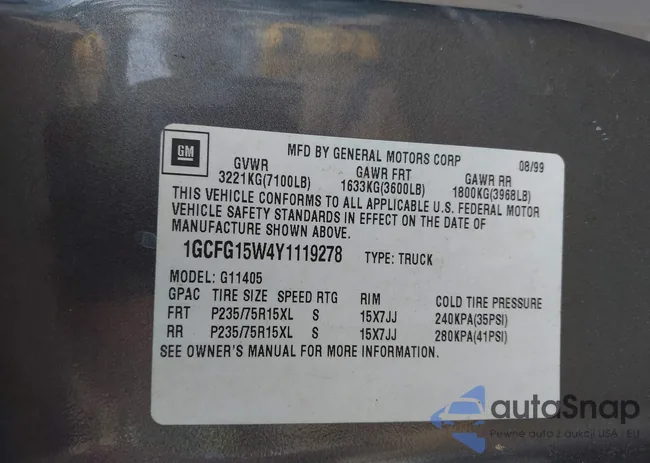 GM
MFD BY GENERAL MOTORS CORP 08/99
GVWR GAWR FRT GAWR RR
3221KG(7100LB) 1633KG(3600LB) 1800KG(3968LB)
THIS VEHICLE CONFORMS TO ALL APPLICABLE U.S. FEDERAL MOTOR
VEHICLE SAFETY STANDARDS IN EFFECT ON THE DATE OF
MANUFACTURE SHOWN ABOVE.
1GCFG15W4Y1119278 TYPE: TRUCK
MODEL: G11405
GPAC TIRE SIZE SPEED RTG RIM COLD TIRE PRESSURE
FRT P235/75R15XL S 15X7JJ 240KPA(35PSI)
RR P235/75R15XL S 15X7JJ 280KPA(41PSI)
SEE OWNER'S MANUAL FOR MORE INFORMATION.
autoSnap
Pewne auto z aukcji USA - EU